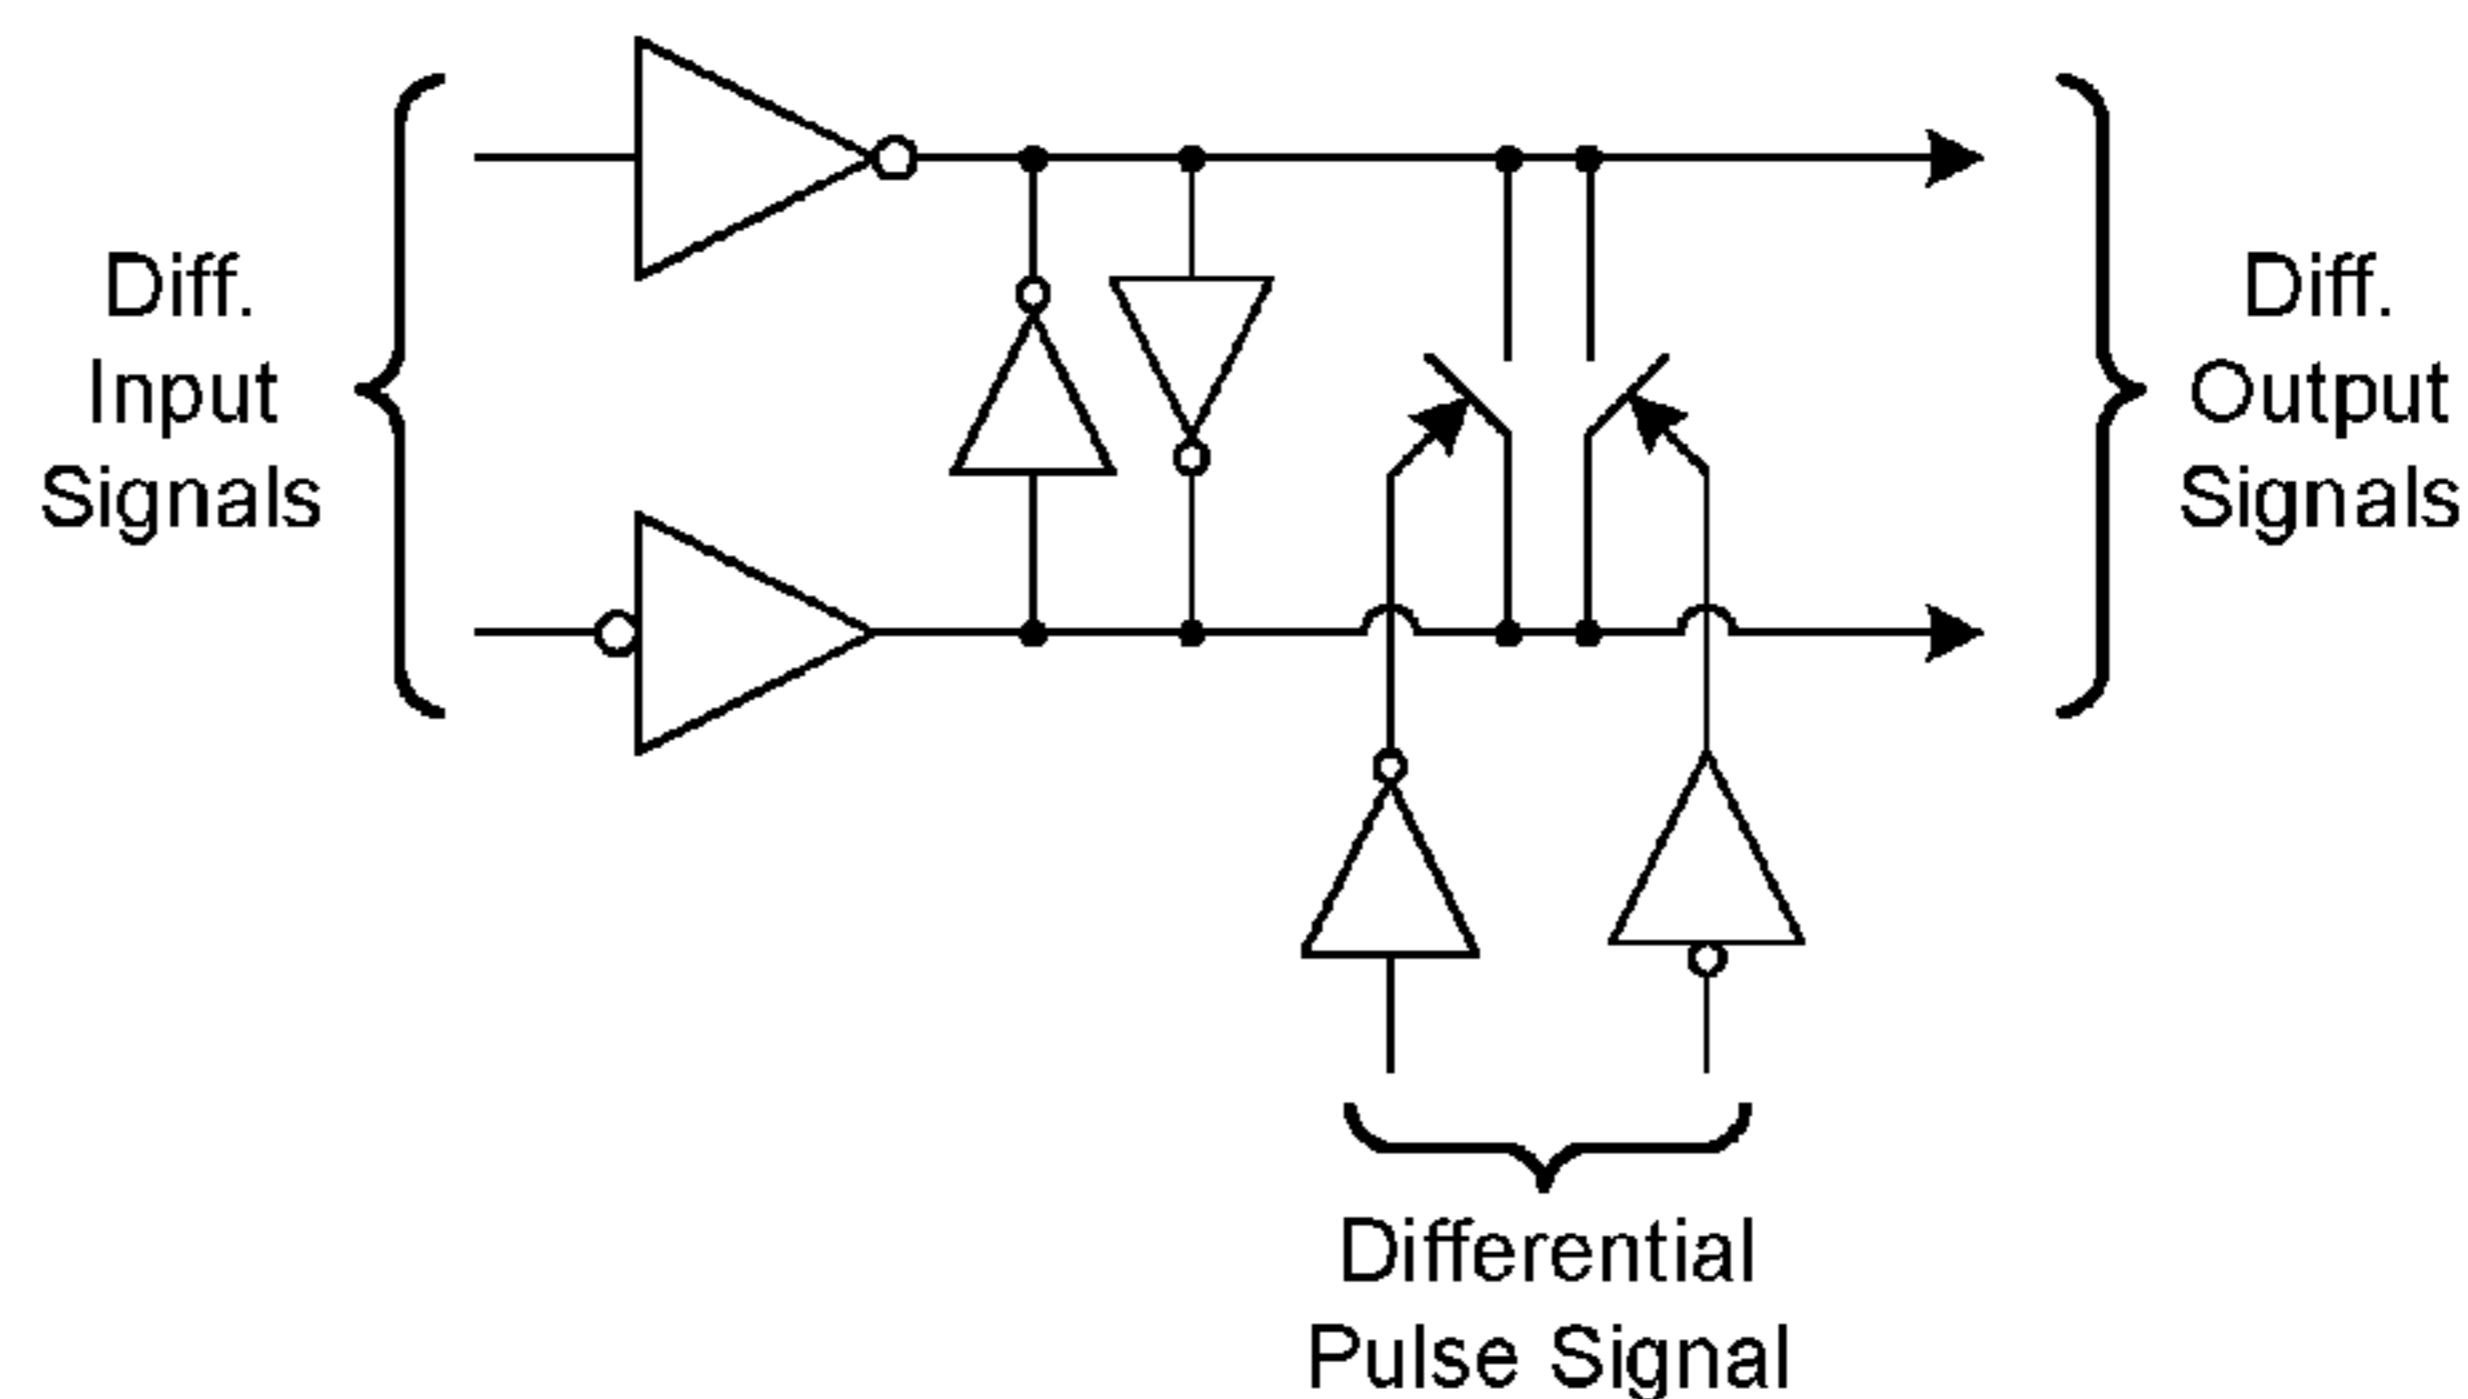 Diff.
Input
Signals
Diff.
Output
Signals
Differential
Pulse Signal